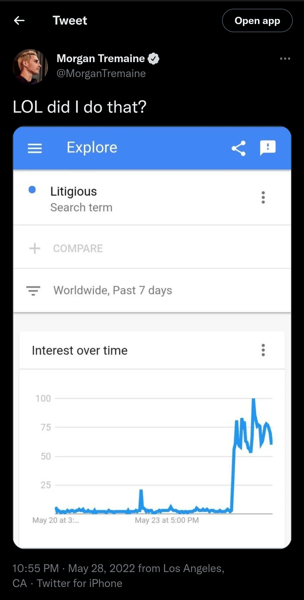 Tweet
Open app
Morgan Tremaine
@MorganTremaine
LOL did I do that?
Explore
Litigious
Search term
COMPARE
Worldwide, Past 7 days
Interest over time
100
75
50
25
May 20 at 3:...
May 23 at 5:00 PM
10:55 PM · May 28, 2022 from Los Angeles,
CA · Twitter for iPhone